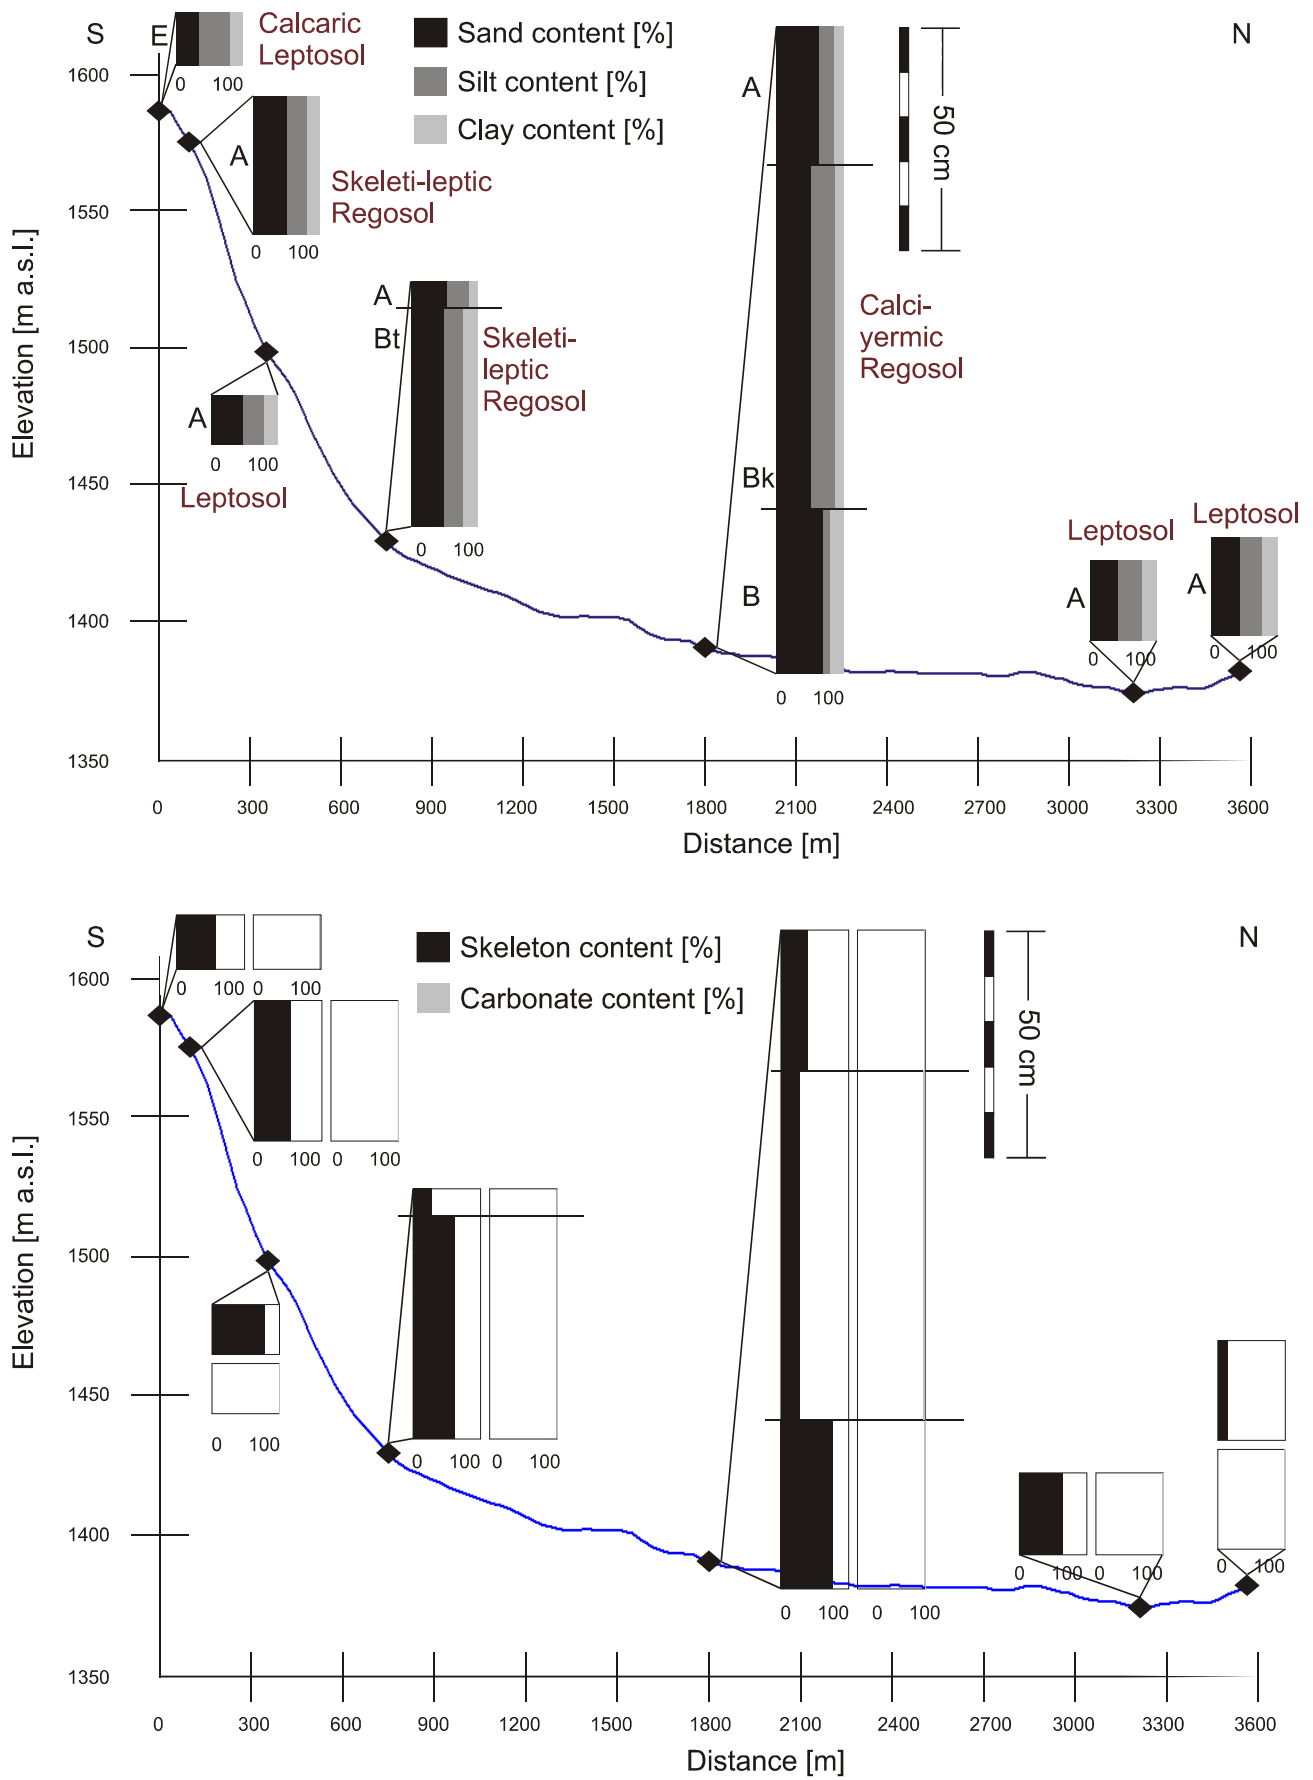 S
E
Calcaric
Leptosol
0 100
Sand content [%]
Silt content [%]
Clay content [%]
N
50 cm
A
Skeleti-leptic
Regosol
0 100
A
Bt
Skeleti-
leptic
Regosol
0 100
A
0 100
Leptosol
A
Bk
B
Calci-
yermic
Regosol
0 100
Leptosol
A
0 100
Leptosol
A
0 100
Elevation [m a.s.l.]
1600
1550
1500
1450
1400
1350
0 300 600 900 1200 1500 1800 2100 2400 2700 3000 3300 3600
Distance [m]
S
Skeleton content [%]
Carbonate content [%]
N
50 cm
0 100 0 100
0 100 0 100
0 100
0 100 0 100
0 100 0 100
0 100 0 100
0 100
Elevation [m a.s.l.]
1600
1550
1500
1450
1400
1350
0 300 600 900 1200 1500 1800 2100 2400 2700 3000 3300 3600
Distance [m]